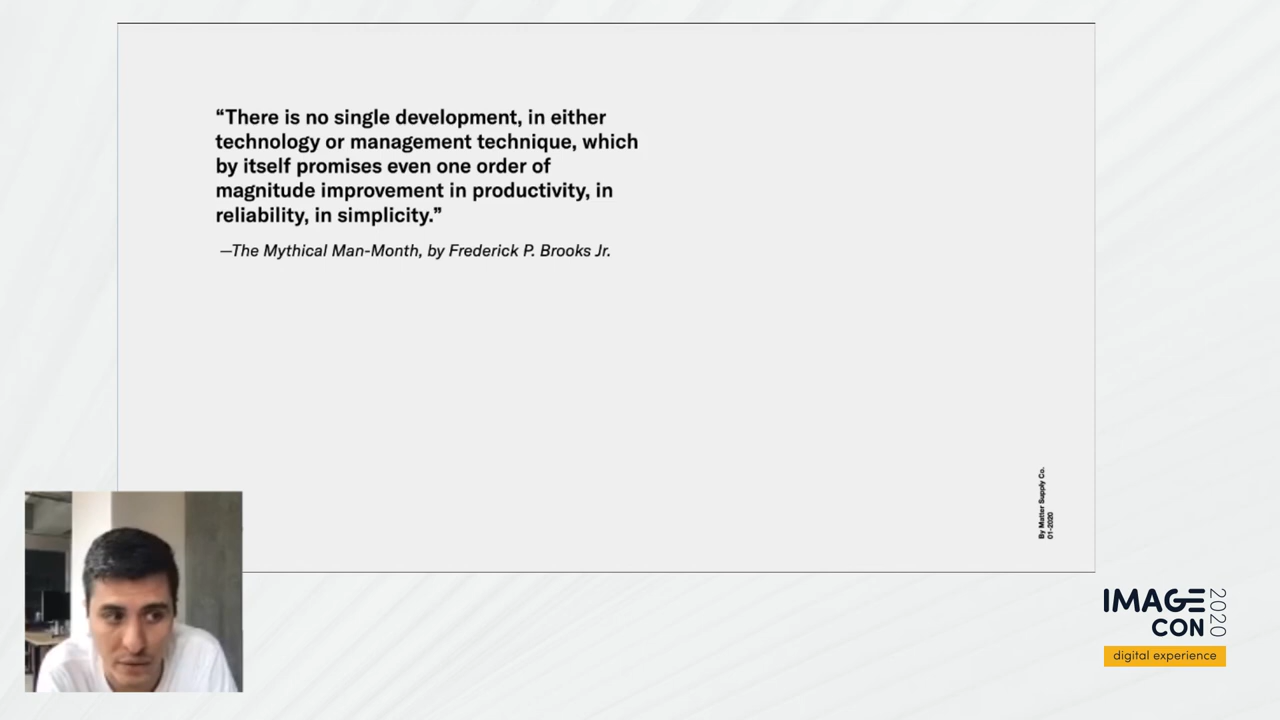 “There is no single development, in either
technology or management technique, which
by itself promises even one order of
magnitude improvement in productivity, in
reliability, in simplicity.”
—The Mythical Man-Month, by Frederick P. Brooks Jr.
By Matter Supply Co.
01-2020
IMAGE
CON
2020
digital experience